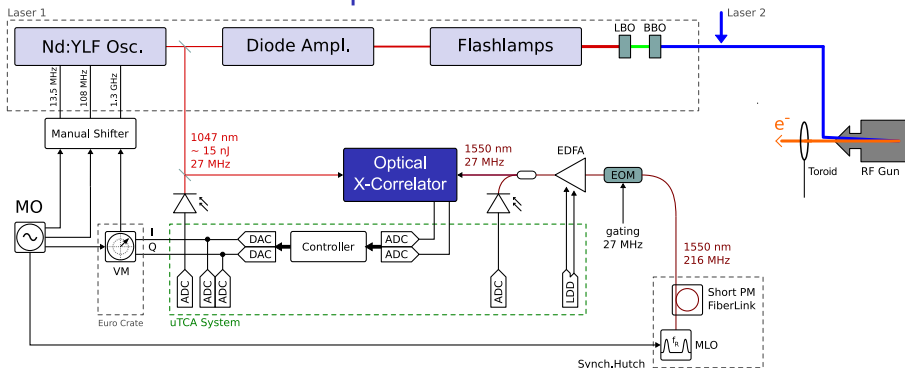 Laser 1
Laser 2
Nd:YLF Osc.
Diode Ampl.
Flashlamps
LBO
BBO
13.5 MHz
108 MHz
1.3 GHz
Manual Shifter
1047 nm
~ 15 nJ
27 MHz
Optical
X-Correlator
1550 nm
27 MHz
EDFA
EOM
gating
27 MHz
e-
Toroid
RF Gun
MO
VM
I
Q
DAC
DAC
Controller
ADC
ADC
ADC
ADC
ADC
ADC
LDD
1550 nm
216 MHz
Short PM
FiberLink
Euro Crate
uTCA System
fR
MLO
Synch.Hutch